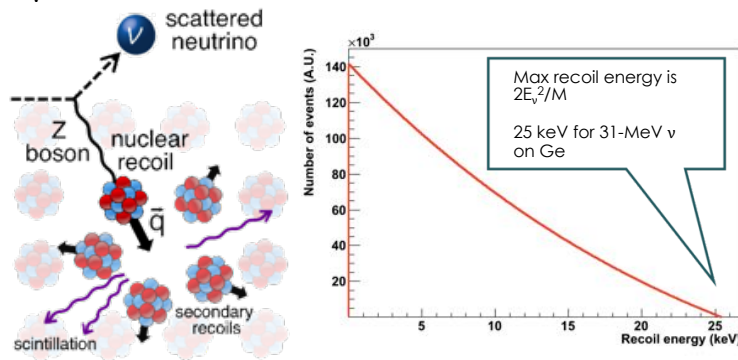 scattered
neutrino
ν
Z
boson
nuclear
recoil
q⃗
secondary
recoils
scintillation
×10³
140
120
100
80
60
40
20
Number of events (A.U.)
5
10
15
20
25
Recoil energy (keV)
Max recoil energy is
2Eν²/M
25 keV for 31-MeV ν
on Ge